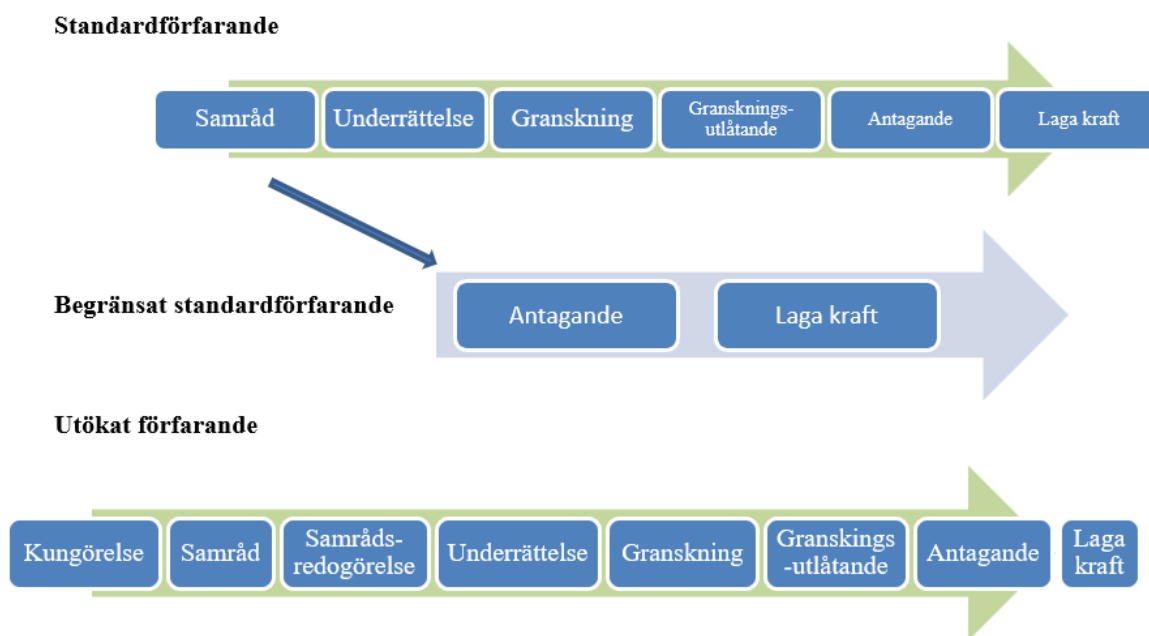 Standardförfarande
Samråd
Underrättelse
Granskning
Gransknings-
utlåtande
Antagande
Laga kraft
Begränsat standardförfarande
Antagande
Laga kraft
Utökat förfarande
Kungörelse
Samråd
Samråds-
redogörelse
Underrättelse
Granskning
Granskings
-utlåtande
Antagande
Laga
kraft